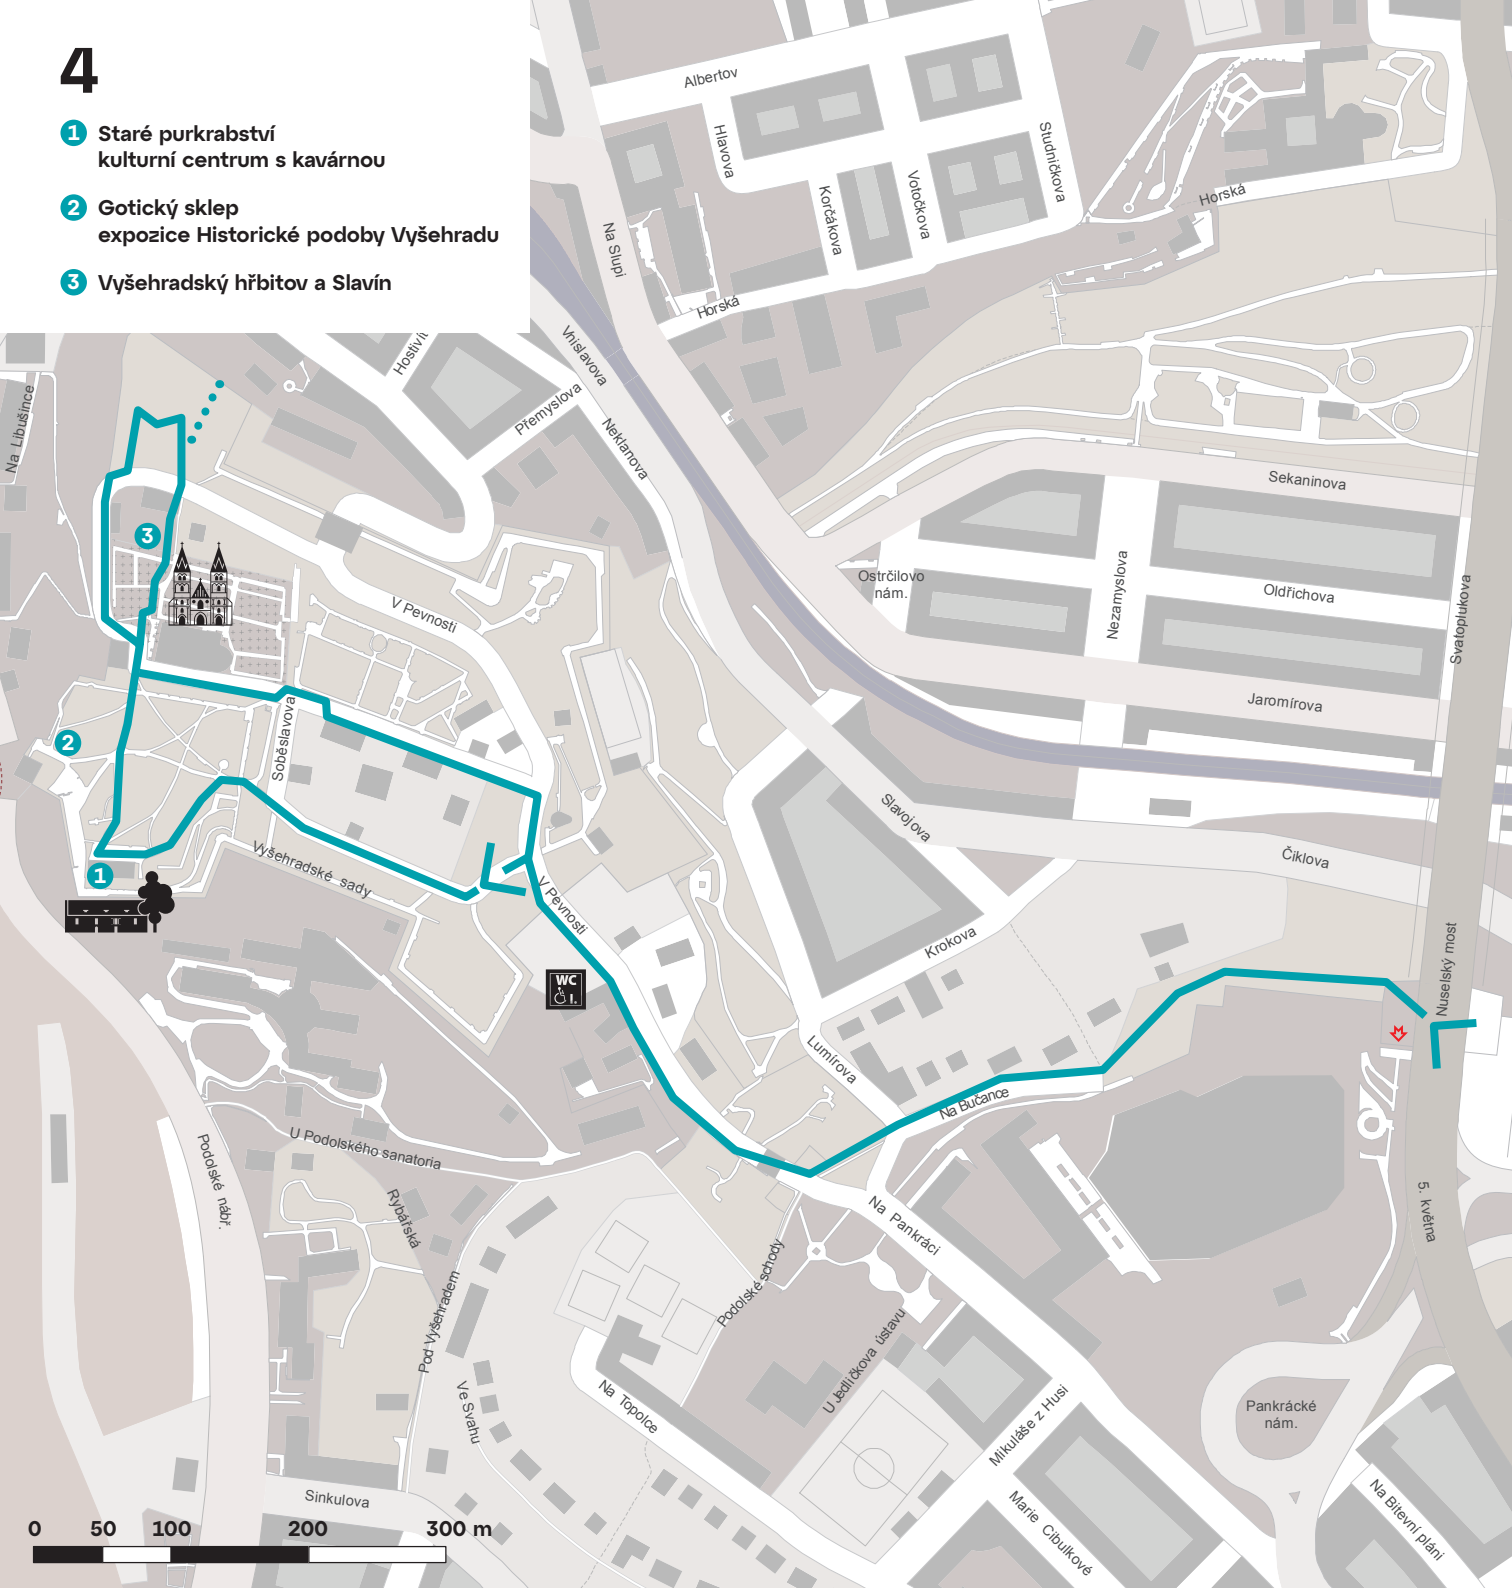 4
1 Staré purkrabství
kulturní centrum s kavárnou
2 Gotický sklep
expozice Historické podoby Vyšehradu
3 Vyšehradský hřbitov a Slavín
Albertov
Hlavova
Studničkova
Korčákova
Votočkova
Horská
Na Slupi
Horská
Vnislavova
Hostivít
Přemyslova
Neklanova
Na Libušince
Sekaninova
3
Ostrčilovo
nám.
Nezamyslova
Oldřichova
Svatoplukova
V Pevnosti
Jaromírova
Soběslavova
2
Slavojova
Čiklova
Vyšehradské sady
1
V Pevnosti
Krokova
Nuselský most
WC
Lumírova
Na Bučance
U Podolského sanatoria
Podolské nábř.
Rybářská
Na Pankráci
5. května
Podolské schody
Pod Vyšehradem
U Jedličkova ústavu
Ve Svahu
Na Topolce
Pankrácké
nám.
Mikuláše z Husi
Sinkulova
Marie Cibulkové
Na Bitevní pláni
0 50 100 200 300 m